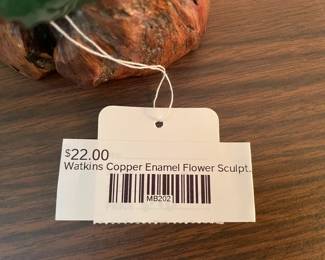 $22.00
Watkins Copper Enamel Flower Sculpt.
MB202